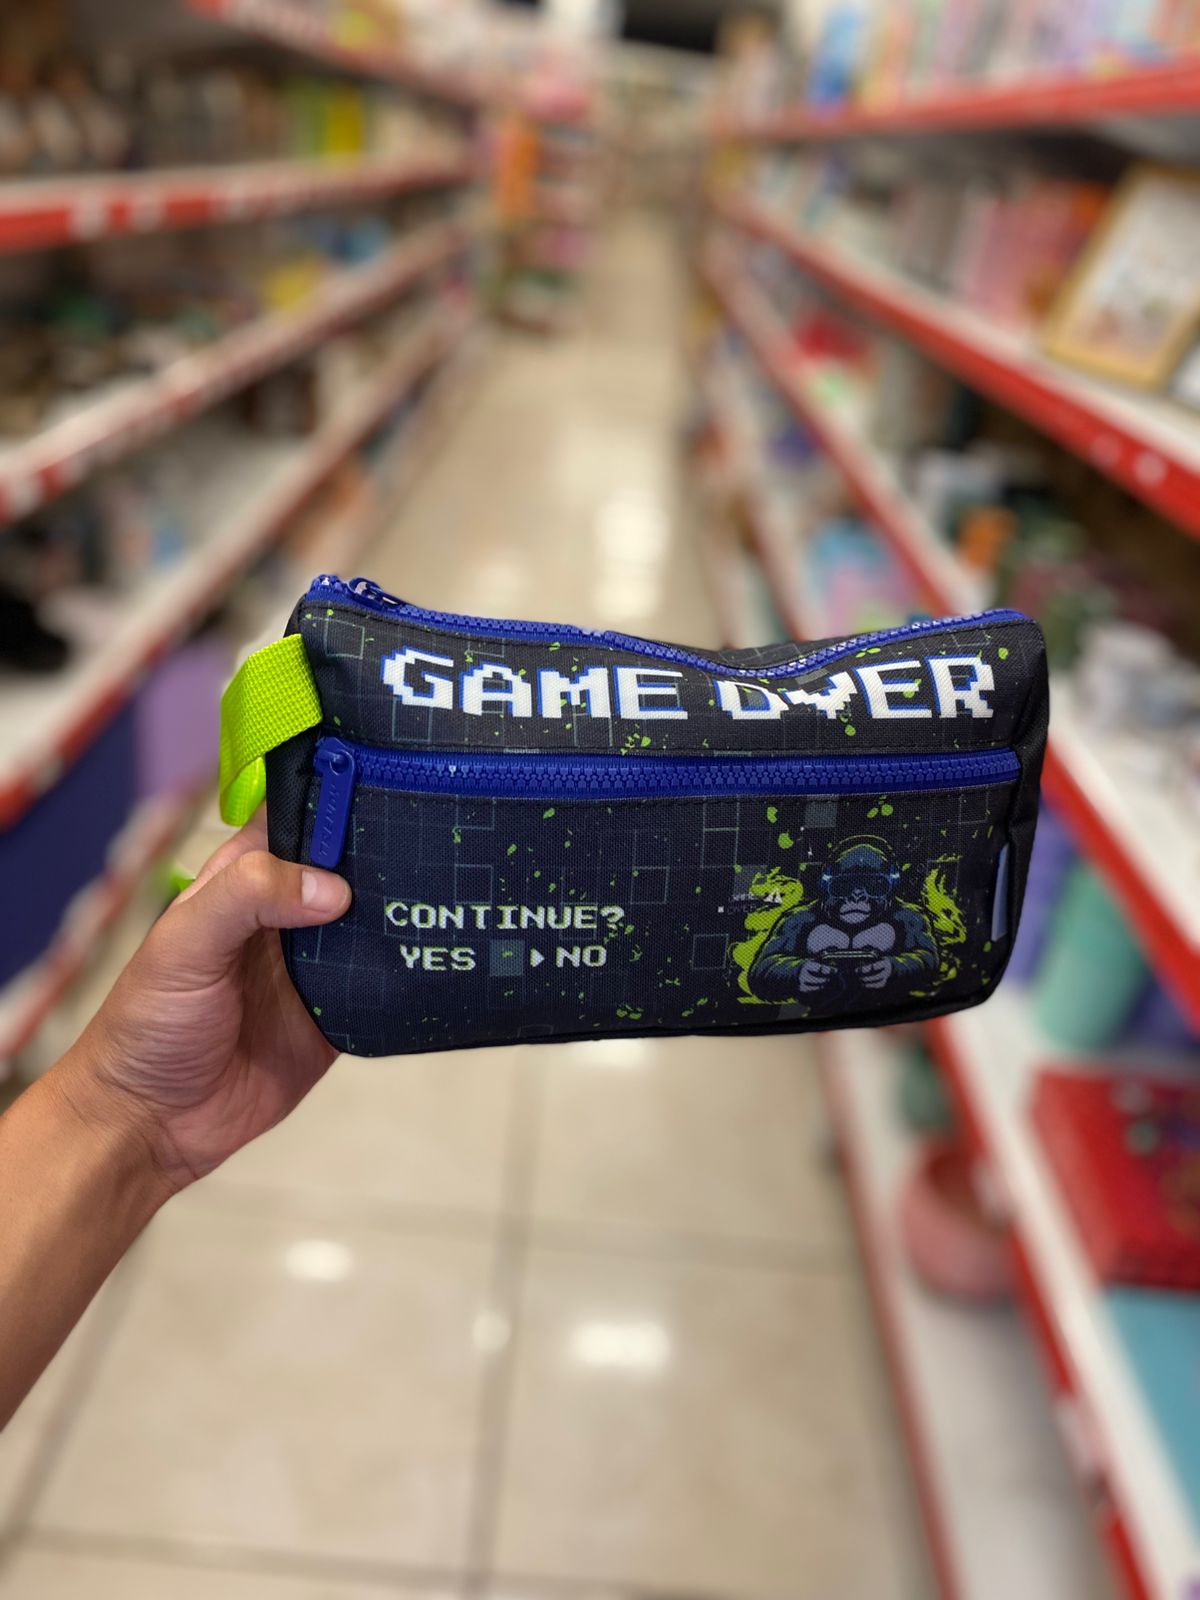 GAME OVER
CONTINUE?
YES ▸NO